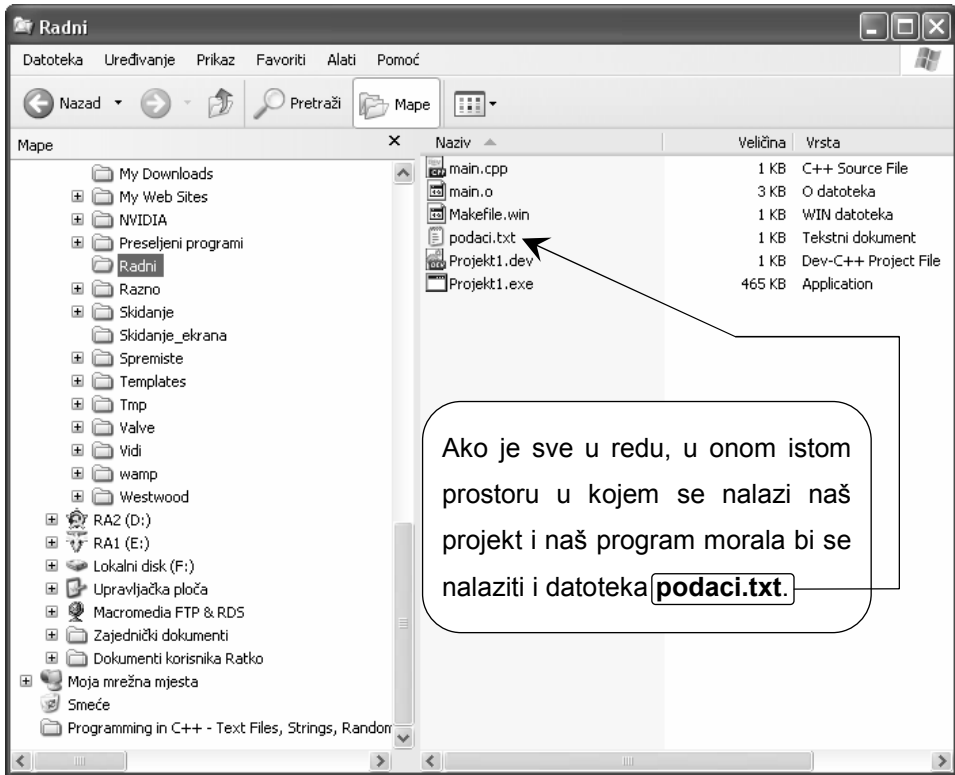 Radni
Datoteka Uređivanje Prikaz Favoriti Alati Pomoć
Nazad Pretraži Mape
Mape
My Downloads
My Web Sites
NVIDIA
Preseljeni programi
Radni
Razno
Skidanje
Skidanje_ekrana
Spremiste
Templates
Tmp
Valve
Vidi
wamp
Westwood
RA2 (D:)
RA1 (E:)
Lokalni disk (F:)
Upravljačka ploča
Macromedia FTP & RDS
Zajednički dokumenti
Dokumenti korisnika Ratko
Moja mrežna mjesta
Smeće
Programming in C++ - Text Files, Strings, Random
Naziv Veličina Vrsta
main.cpp 1 KB C++ Source File
main.o 3 KB O datoteka
Makefile.win 1 KB WIN datoteka
podaci.txt 1 KB Tekstni dokument
Projekt1.dev 1 KB Dev-C++ Project File
Projekt1.exe 465 KB Application
Ako je sve u redu, u onom istom
prostoru u kojem se nalazi naš
projekt i naš program morala bi se
nalaziti i datoteka podaci.txt.